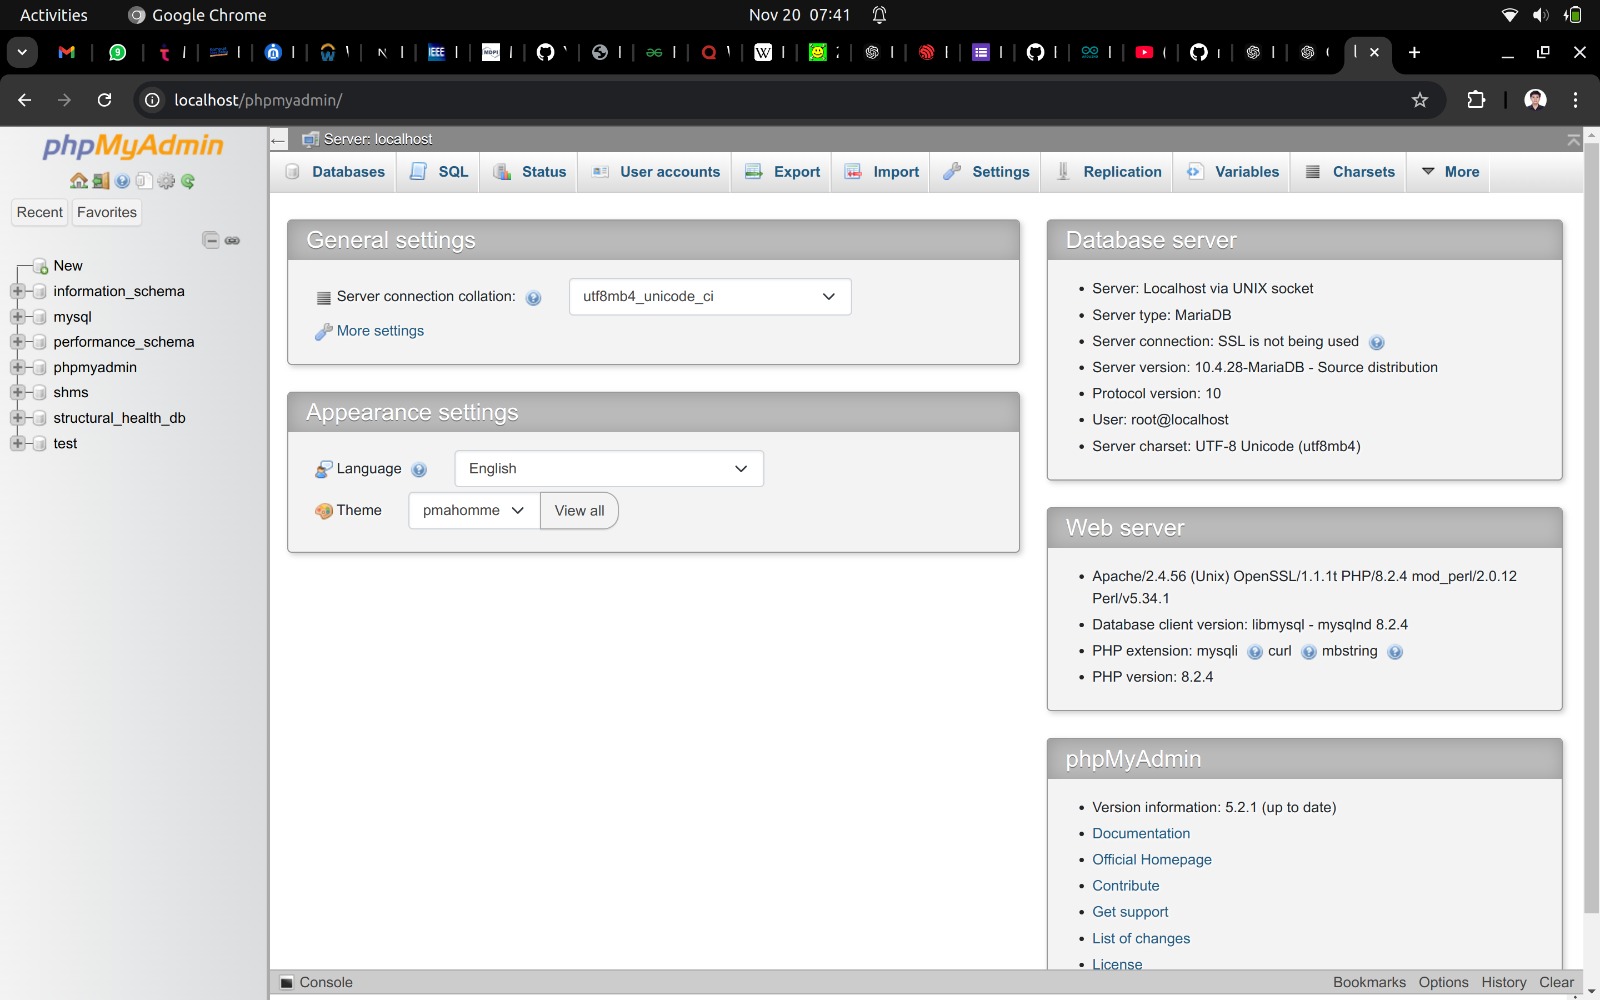 Activities
Google Chrome
Nov 20 07:41
localhost/phpmyadmin/
phpMyAdmin
Recent
Favorites
New
information_schema
mysql
performance_schema
phpmyadmin
shms
structural_health_db
test
Server: localhost
Databases
SQL
Status
User accounts
Export
Import
Settings
Replication
Variables
Charsets
More
General settings
Server connection collation:
utf8mb4_unicode_ci
More settings
Appearance settings
Language
English
Theme
pmahomme
View all
Database server
Server: Localhost via UNIX socket
Server type: MariaDB
Server connection: SSL is not being used
Server version: 10.4.28-MariaDB - Source distribution
Protocol version: 10
User: root@localhost
Server charset: UTF-8 Unicode (utf8mb4)
Web server
Apache/2.4.56 (Unix) OpenSSL/1.1.1t PHP/8.2.4 mod_perl/2.0.12
Perl/v5.34.1
Database client version: libmysql - mysqlnd 8.2.4
PHP extension: mysqli curl mbstring
PHP version: 8.2.4
phpMyAdmin
Version information: 5.2.1 (up to date)
Documentation
Official Homepage
Contribute
Get support
List of changes
License
Console
Bookmarks
Options
History
Clear